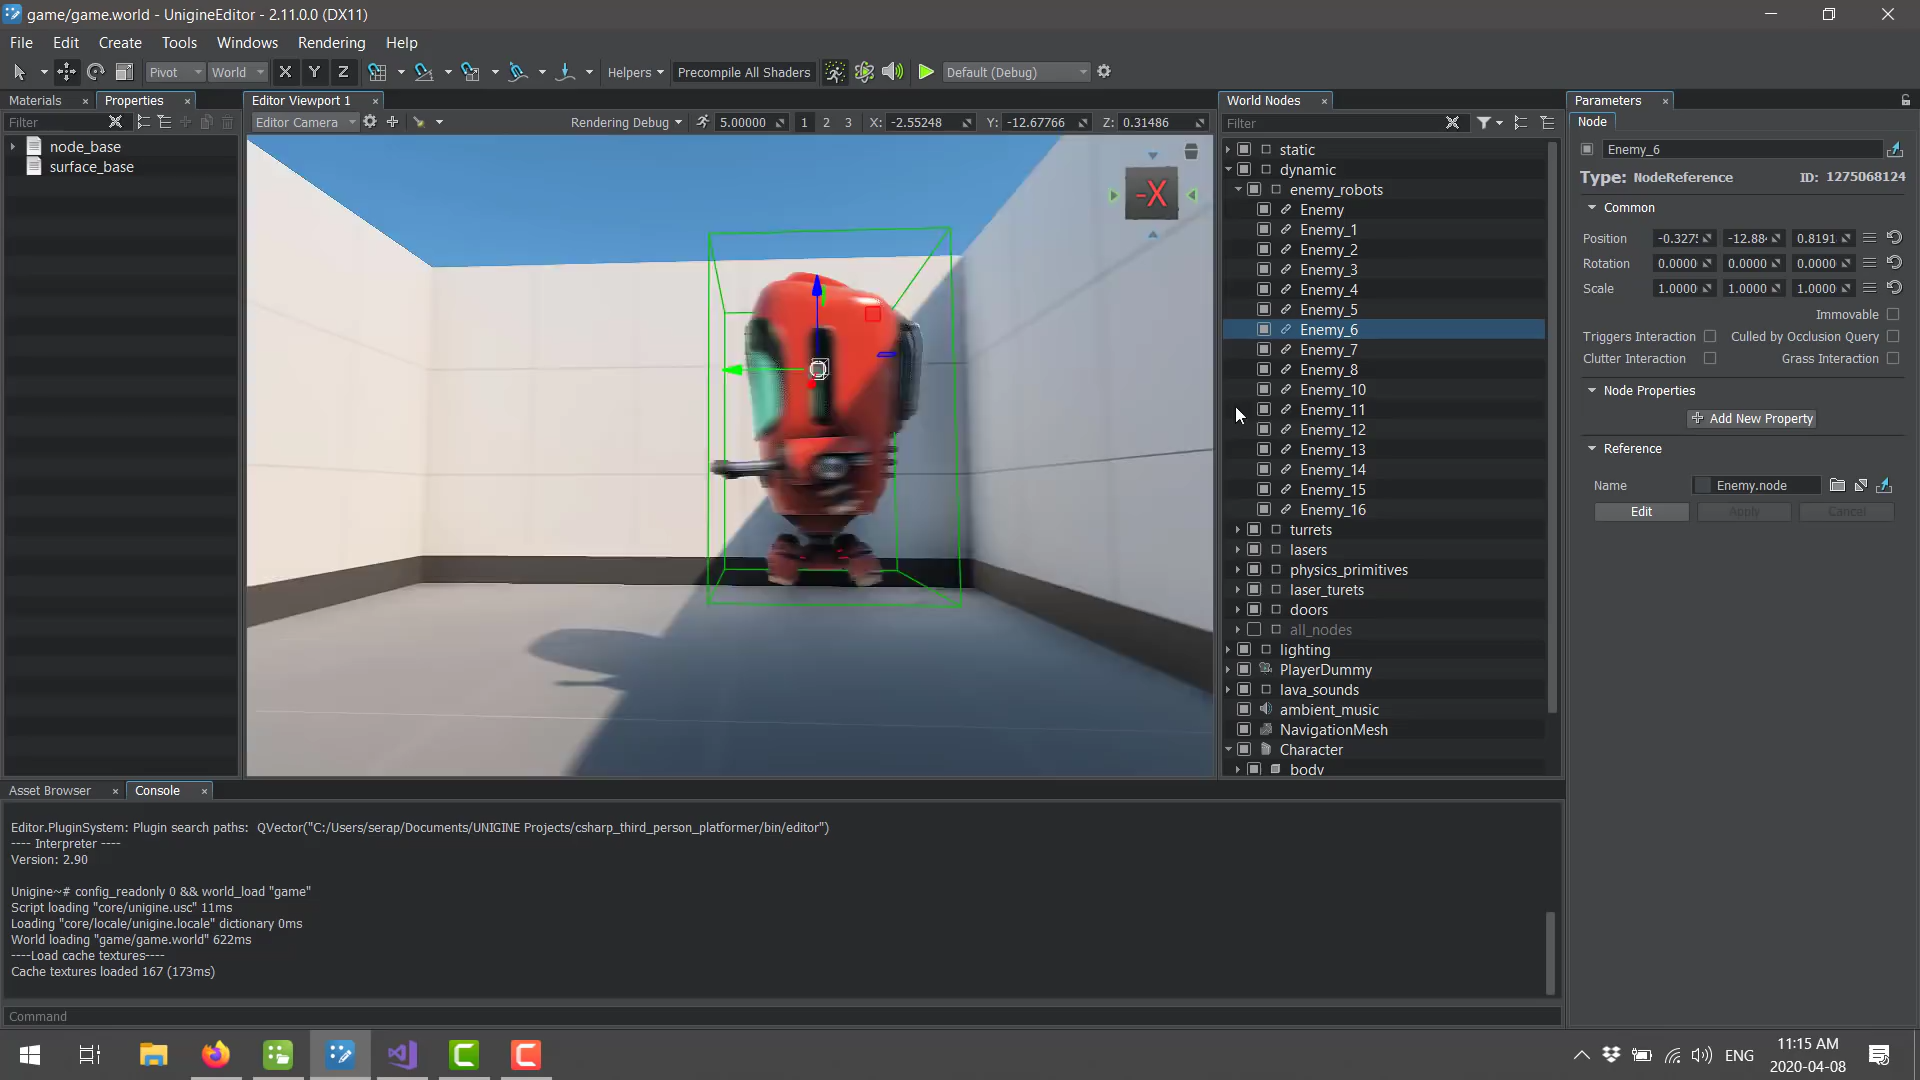 game/game.world - UnigineEditor - 2.11.0.0 (DX11)
File Edit Create Tools Windows Rendering Help
Pivot World X Y Z Helpers Precompile All Shaders Default (Debug)
Materials Properties
Filter
node_base
surface_base
Editor Viewport 1
Editor Camera Rendering Debug 5.00000 1 2 3 X: -2.55248 Y: -12.67766 Z: 0.31486
-X
World Nodes
Filter
static
dynamic
enemy_robots
Enemy
Enemy_1
Enemy_2
Enemy_3
Enemy_4
Enemy_5
Enemy_6
Enemy_7
Enemy_8
Enemy_10
Enemy_11
Enemy_12
Enemy_13
Enemy_14
Enemy_15
Enemy_16
turrets
lasers
physics_primitives
laser_turets
doors
all_nodes
lighting
PlayerDummy
lava_sounds
ambient_music
NavigationMesh
Character
body
Parameters
Node
Enemy_6
Type: NodeReference ID: 1275068124
Common
Position -0.327 -12.88 0.8191
Rotation 0.0000 0.0000 0.0000
Scale 1.0000 1.0000 1.0000
Immovable
Triggers Interaction Culled by Occlusion Query
Clutter Interaction Grass Interaction
Node Properties
Add New Property
Reference
Name Enemy.node
Edit Apply Cancel
Asset Browser Console
Editor.PluginSystem: Plugin search paths: QVector("C:/Users/serap/Documents/UNIGINE Projects/csharp_third_person_platformer/bin/editor")
---- Interpreter ----
Version: 2.90
Unigine~# config_readonly 0 && world_load "game"
Script loading "core/unigine.usc" 11ms
Loading "core/locale/unigine.locale" dictionary 0ms
World loading "game/game.world" 622ms
----Load cache textures----
Cache textures loaded 167 (173ms)
Command
ENG
11:15 AM
2020-04-08